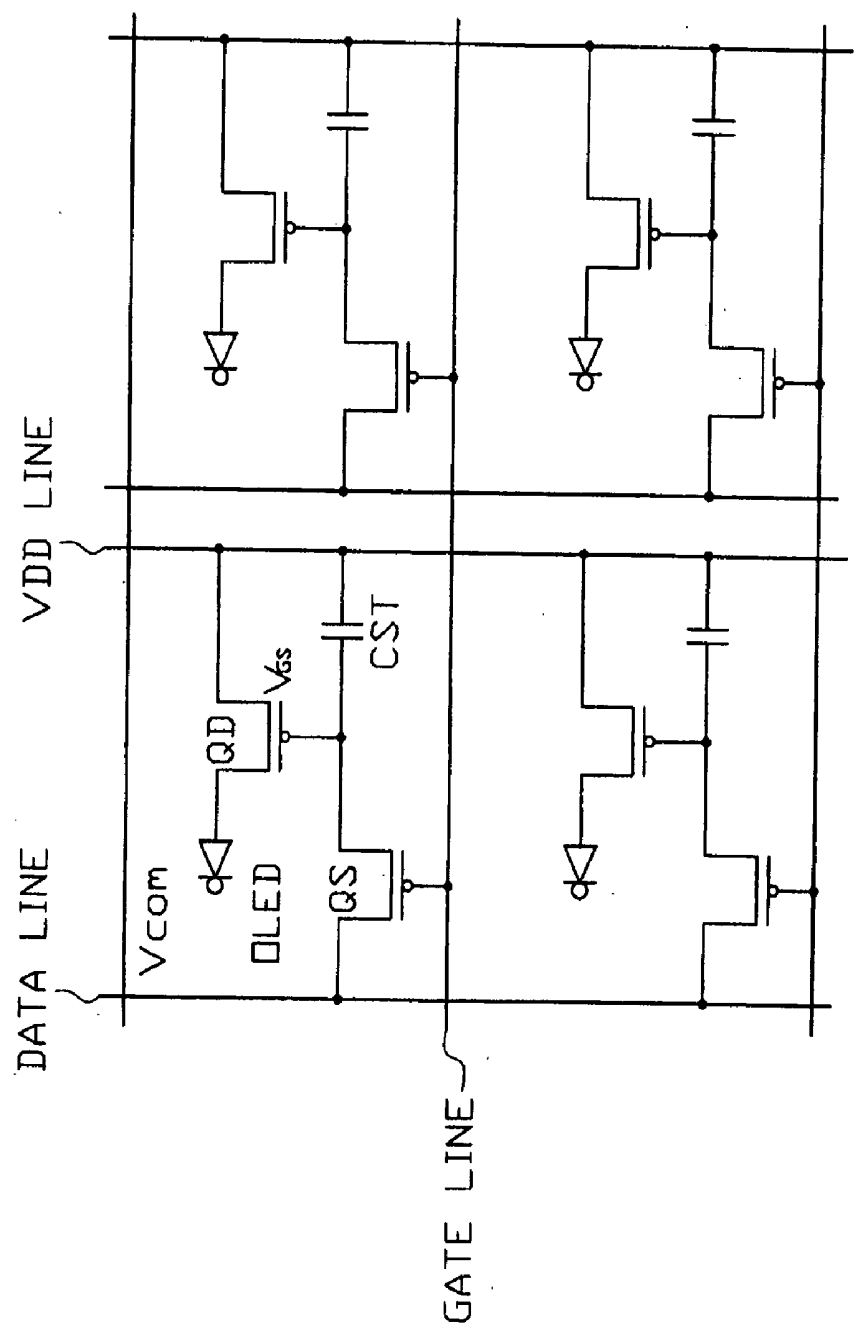 DATA LINE
VDD LINE
Vcom
QD
VGS
OLED
CST
QS
GATE LINE